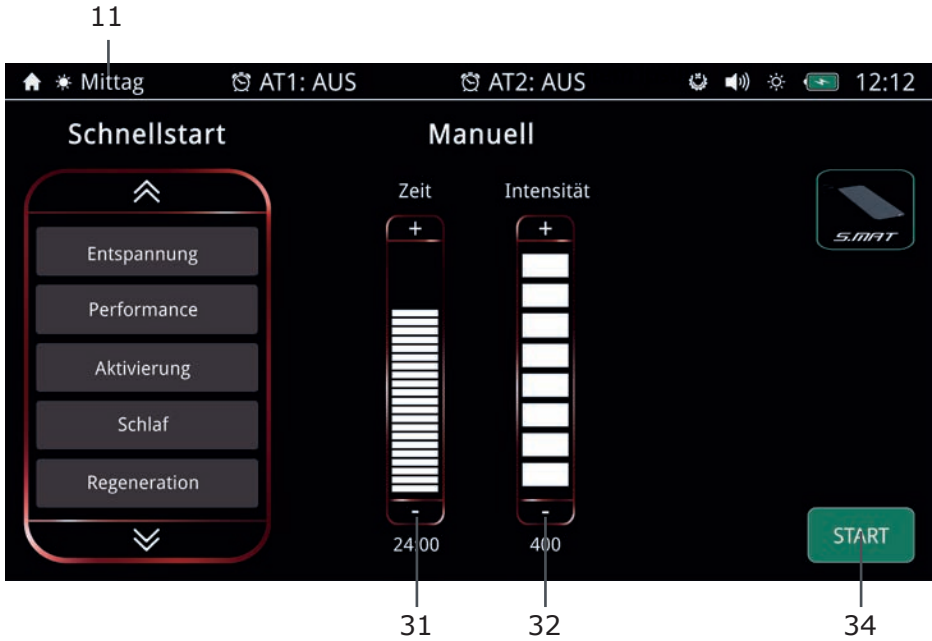 11
Mittag AT1: AUS AT2: AUS 12:12
Schnellstart Manuell
Zeit Intensität
+ +
Entspannung
Performance
Aktivierung
Schlaf
Regeneration
S.MAT
- -
24:00 400
START
31 32 34